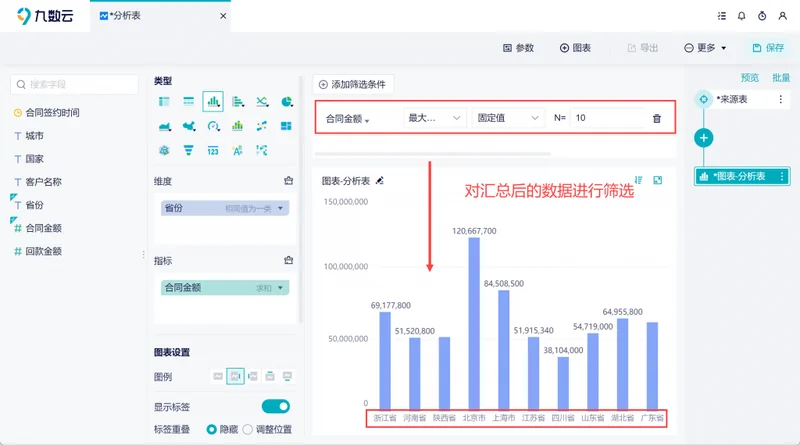 九数云
*分析表
参数
图表
导出
更多
保存
预览
批量
搜索字段
合同签约时间
城市
国家
客户名称
省份
合同金额
回款金额
类型
123
维度
省份
相同值为一类
指标
合同金额
求和
图表设置
图例
显示标签
标签重叠
隐藏
调整位置
添加筛选条件
合同金额
最大...
固定值
N=
10
图表-分析表
对汇总后的数据进行筛选
150,000,000
100,000,000
50,000,000
0
69,177,800
51,520,800
120,667,700
84,508,500
51,915,340
38,104,000
54,719,000
64,955,800
浙江省
河南省
陕西省
北京市
上海市
江苏省
四川省
山东省
湖北省
广东省
*来源表
*图表-分析表